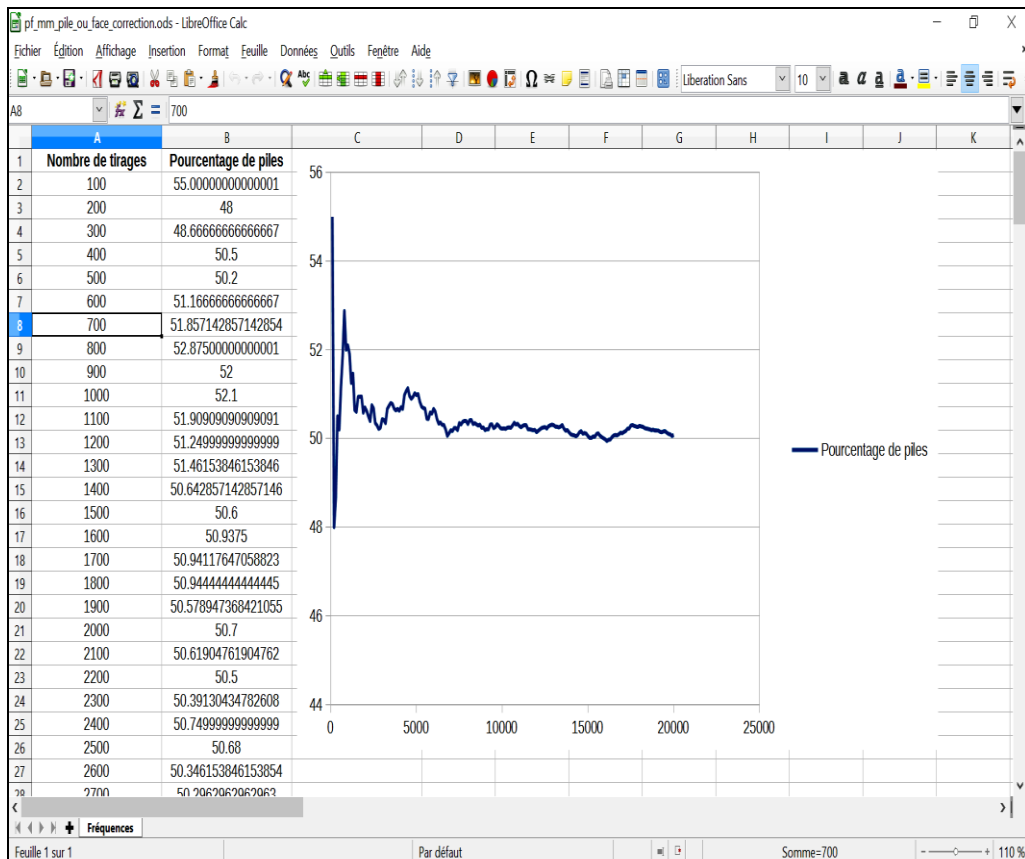 pf_mm_pile_ou_face_correction.ods - LibreOffice Calc
Fichier Édition Affichage Insertion Format Feuille Données Outils Fenêtre Aide
Liberation Sans 10
A8 700
A B C D E F G H I J K
1 Nombre de tirages Pourcentage de piles
2 100 55.00000000000001
3 200 48
4 300 48.66666666666667
5 400 50.5
6 500 50.2
7 600 51.16666666666667
8 700 51.857142857142854
9 800 52.87500000000001
10 900 52
11 1000 52.1
12 1100 51.90909090909091
13 1200 51.24999999999999
14 1300 51.46153846153846
15 1400 50.642857142857146
16 1500 50.6
17 1600 50.9375
18 1700 50.94117647058823
19 1800 50.94444444444445
20 1900 50.578947368421055
21 2000 50.7
22 2100 50.61904761904762
23 2200 50.5
24 2300 50.39130434782608
25 2400 50.74999999999999
26 2500 50.68
27 2600 50.346153846153854
28 2700 50.2962962962963
56
54
52
50
48
46
44
0 5000 10000 15000 20000 25000
Pourcentage de piles
Fréquences
Feuille 1 sur 1 Par défaut Somme=700 110 %